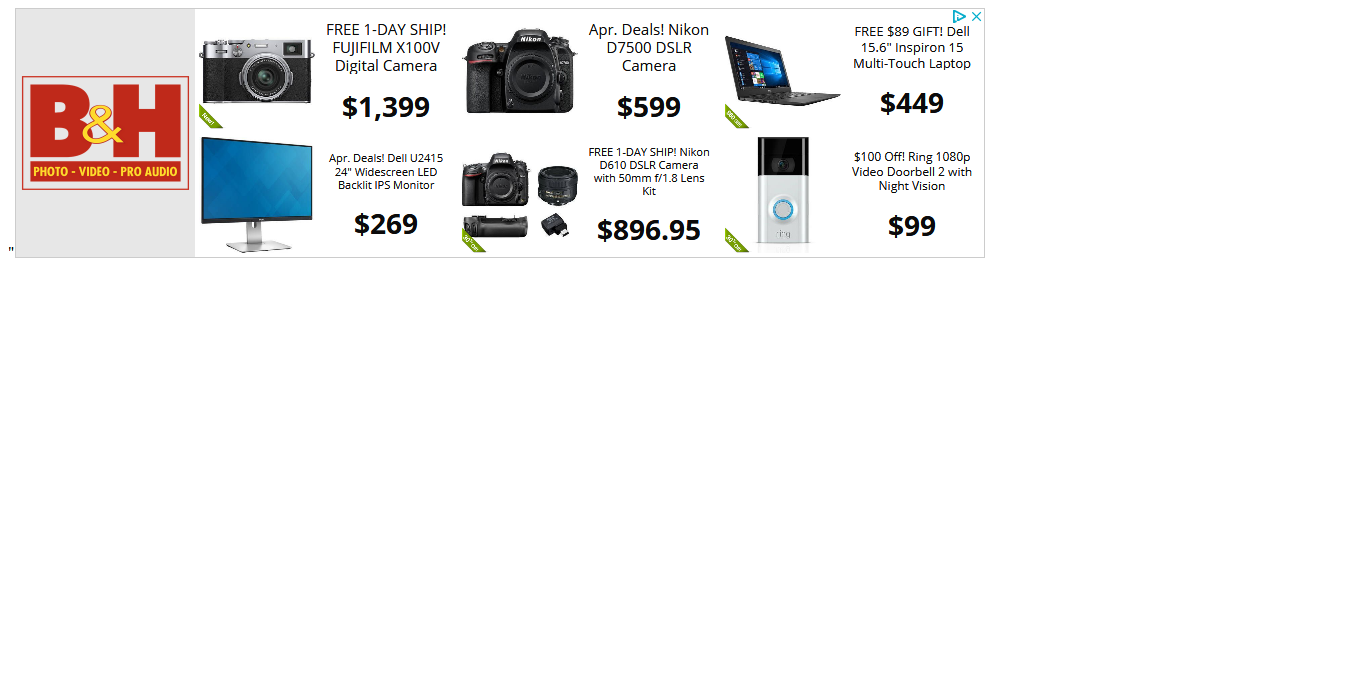 B&H
PHOTO - VIDEO - PRO AUDIO
FREE 1-DAY SHIP!
FUJIFILM X100V
Digital Camera
$1,399
New!
Apr. Deals! Nikon
D7500 DSLR
Camera
$599
Nikon
FREE $89 GIFT! Dell
15.6" Inspiron 15
Multi-Touch Laptop
$449
Apr. Deals! Dell U2415
24" Widescreen LED
Backlit IPS Monitor
$269
FREE 1-DAY SHIP! Nikon
D610 DSLR Camera
with 50mm f/1.8 Lens
Kit
$896.95
$100 Off! Ring 1080p
Video Doorbell 2 with
Night Vision
$99
ring
"